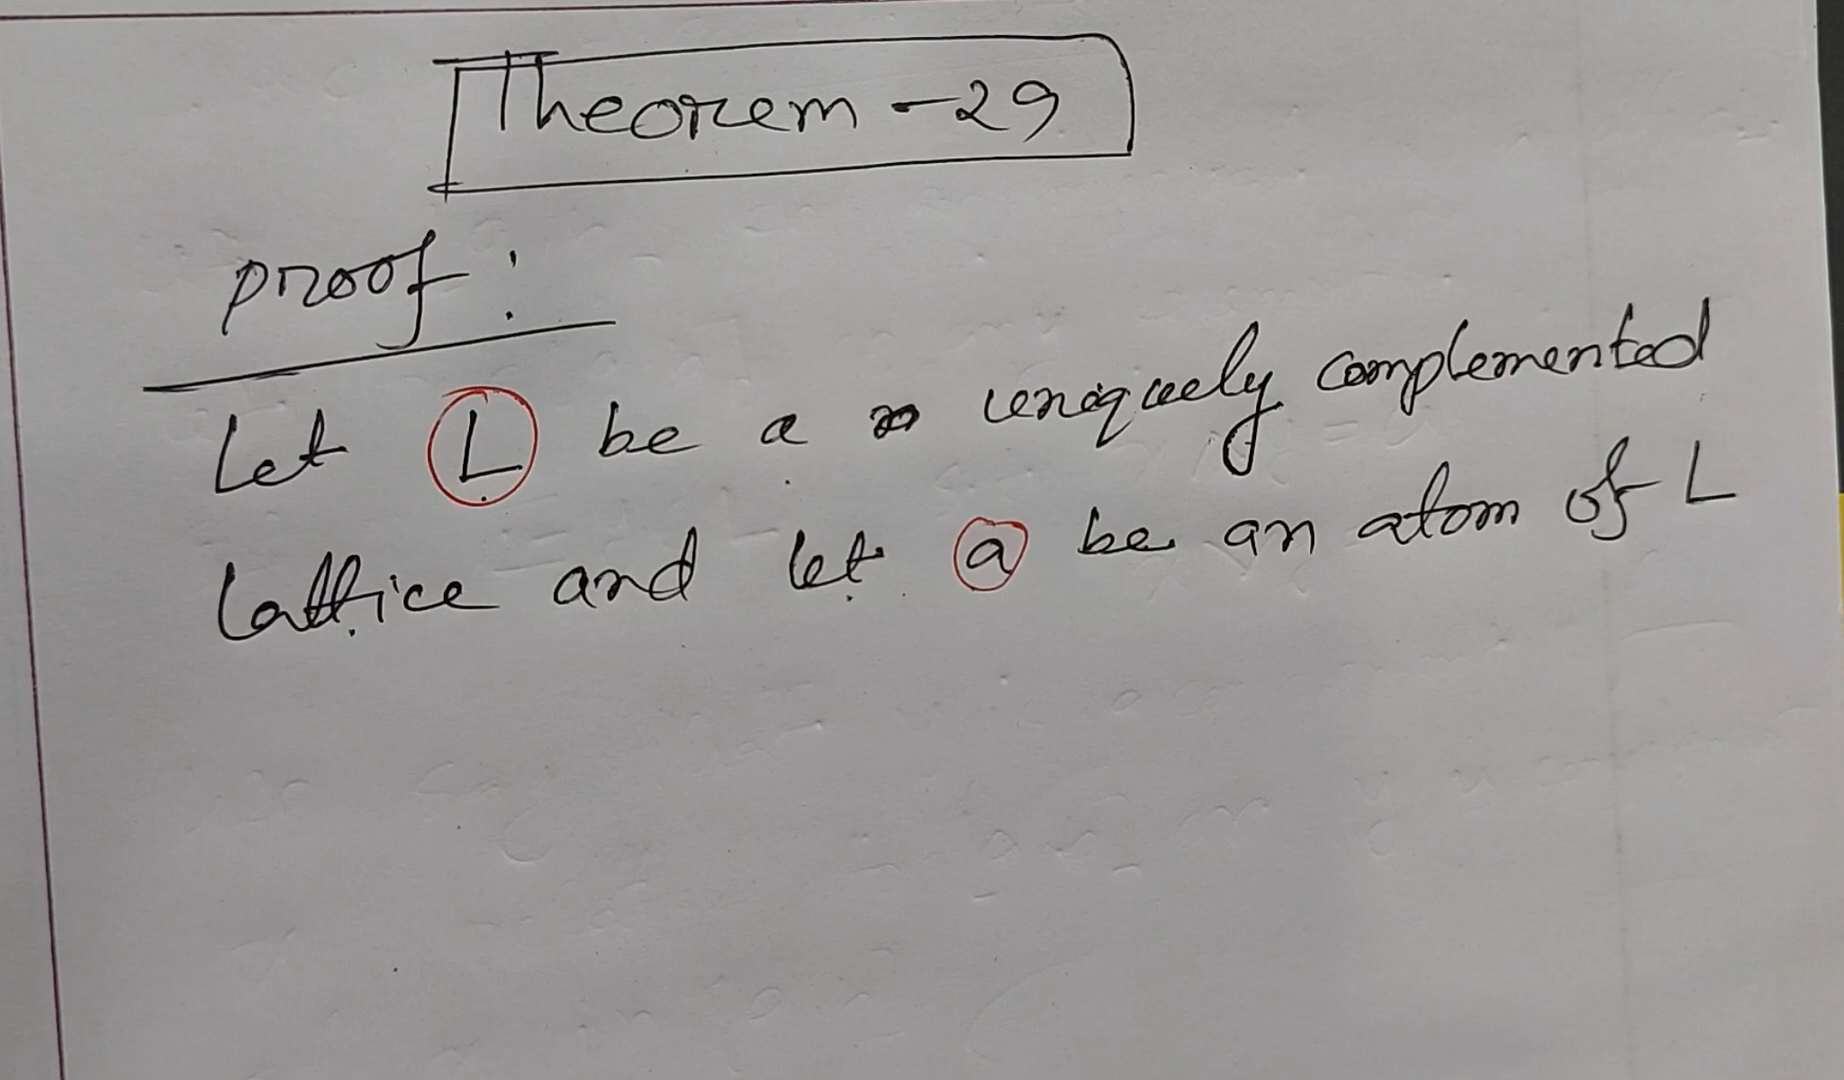 Theorem - 29
proof:
Let L be a uniquely complemented
lattice and let a be an atom of L